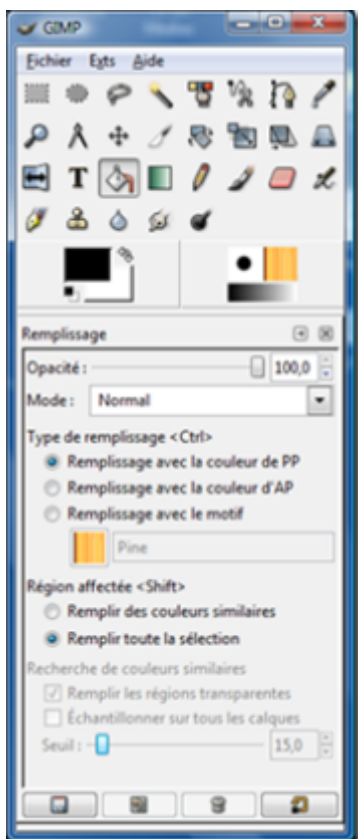 GIMP
Fichier Exts Aide
T
Remplissage
Opacité : 100,0
Mode : Normal
Type de remplissage <Ctrl>
Remplissage avec la couleur de PP
Remplissage avec la couleur d'AP
Remplissage avec le motif
Pine
Région affectée <Shift>
Remplir des couleurs similaires
Remplir toute la sélection
Recherche de couleurs similaires
Remplir les régions transparentes
Échantillonner sur tous les calques
Seuil : 15,0